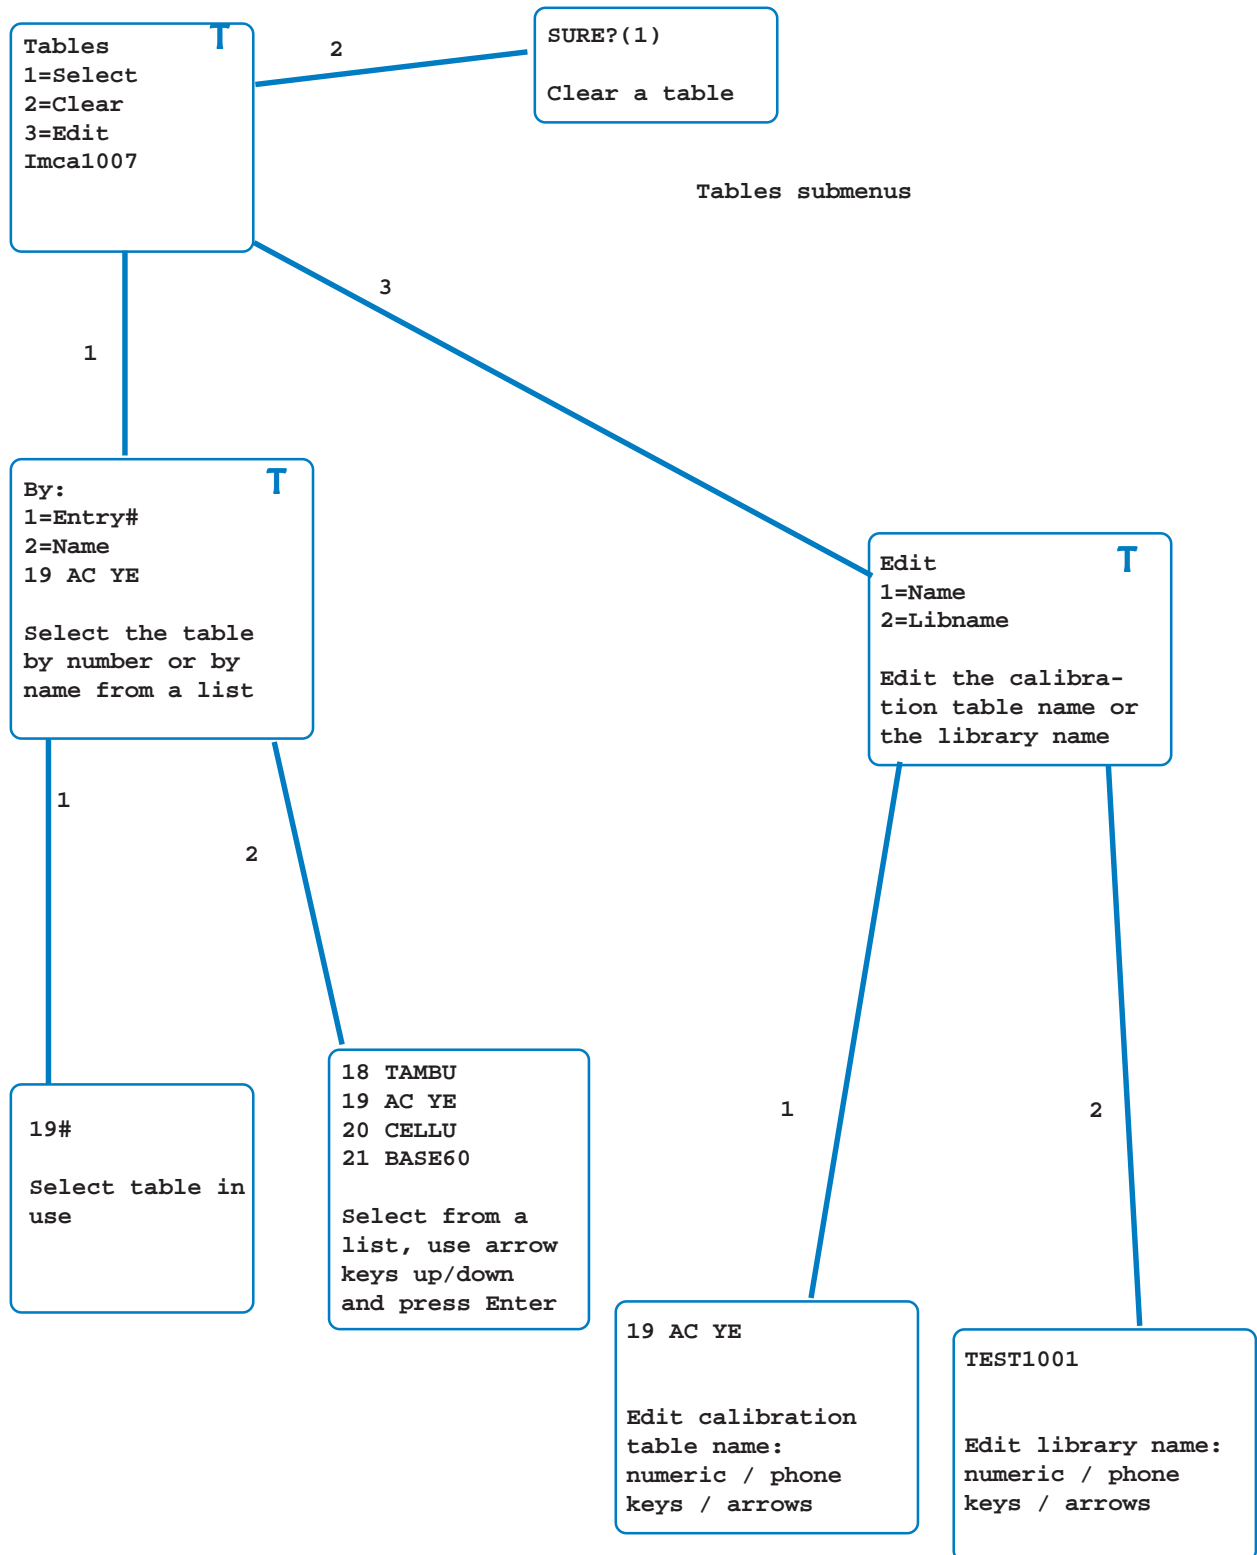 Tables T
1=Select
2=Clear
3=Edit
Imca1007
2
SURE?(1)
Clear a table
Tables submenus
3
1
By: T
1=Entry#
2=Name
19 AC YE
Select the table
by number or by
name from a list
Edit T
1=Name
2=Libname
Edit the calibra-
tion table name or
the library name
1
2
19#
Select table in
use
18 TAMBU
19 AC YE
20 CELLU
21 BASE60
Select from a
list, use arrow
keys up/down
and press Enter
1
2
19 AC YE
Edit calibration
table name:
numeric / phone
keys / arrows
TEST1001
Edit library name:
numeric / phone
keys / arrows